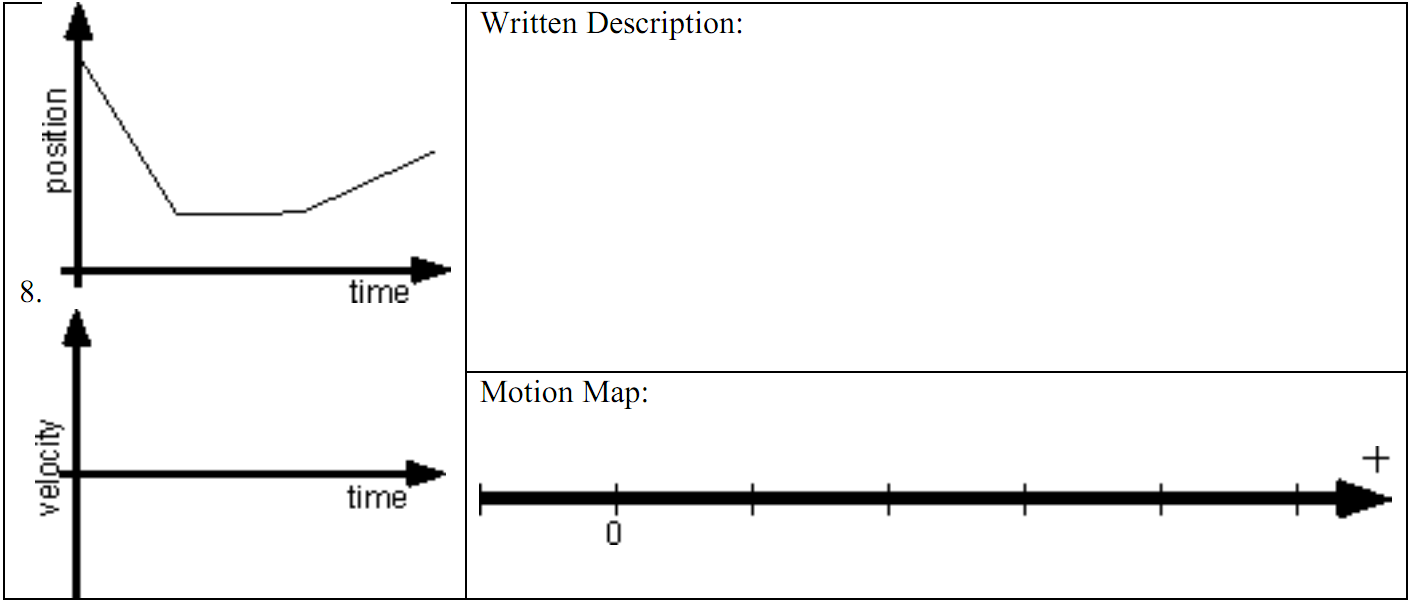 8.
position
time
velocity
time
Written Description:
Motion Map:
+
0